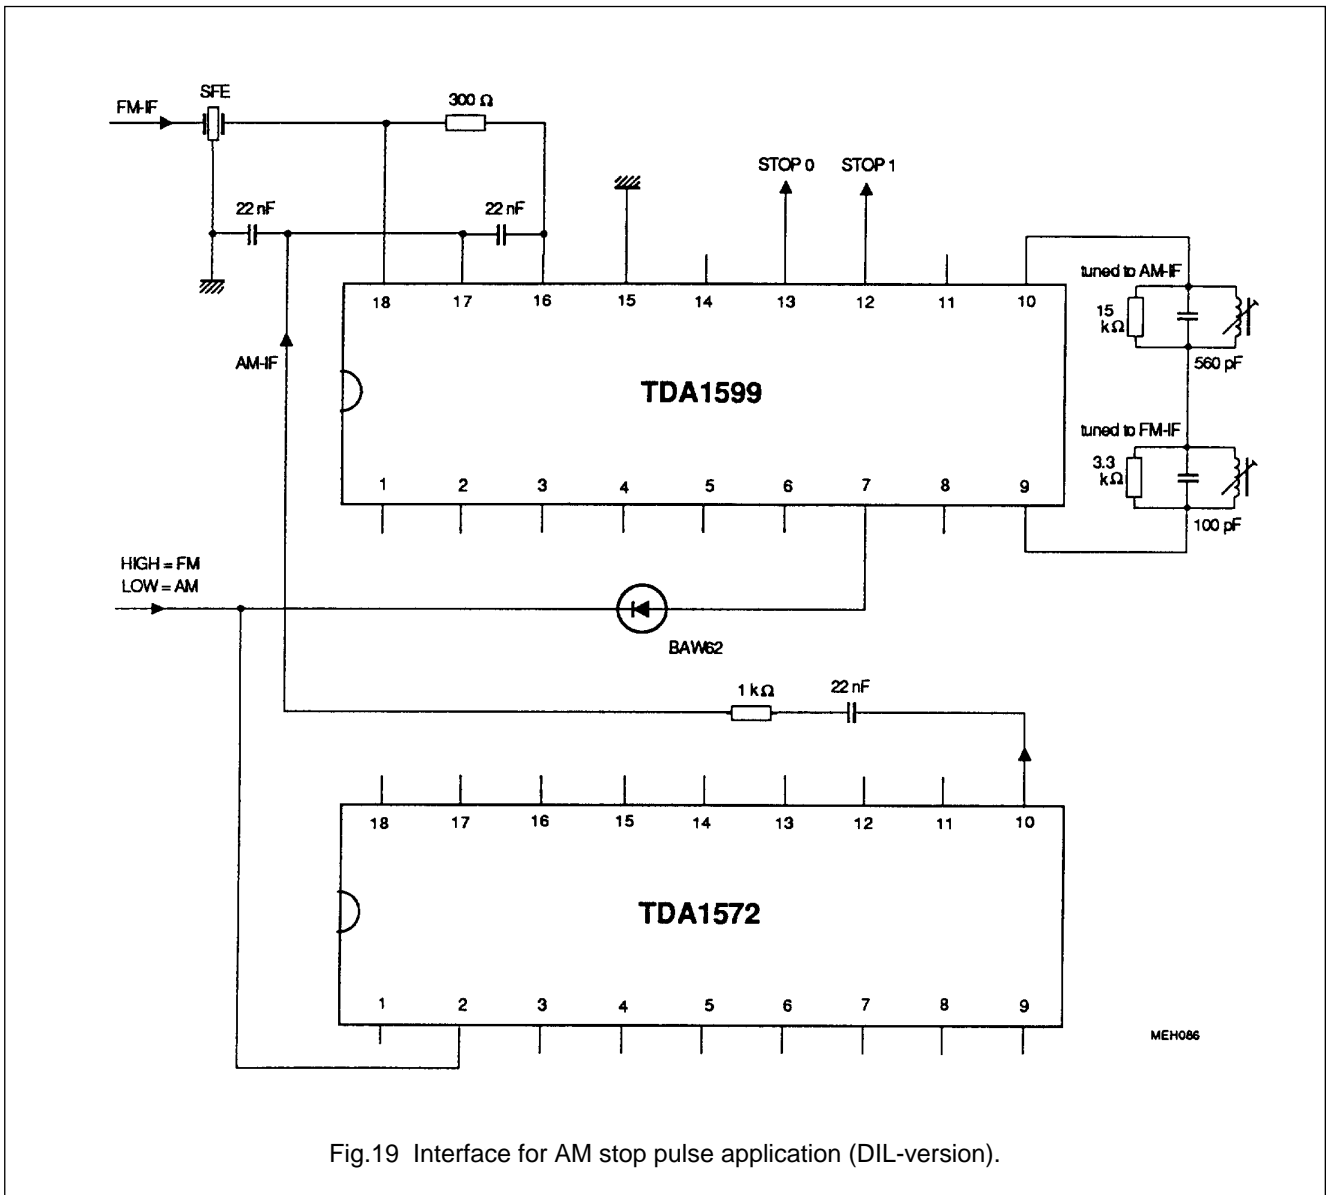 SFE
FM-IF
300 Ω
STOP 0 STOP 1
22 nF 22 nF
18 17 16 15 14 13 12 11 10
tuned to AM-IF
15 kΩ
560 pF
AM-IF
TDA1599
tuned to FM-IF
3.3 kΩ
100 pF
1 2 3 4 5 6 7 8 9
HIGH = FM
LOW = AM
BAW62
1 kΩ 22 nF
18 17 16 15 14 13 12 11 10
TDA1572
1 2 3 4 5 6 7 8 9
MEH086
Fig.19 Interface for AM stop pulse application (DIL-version).